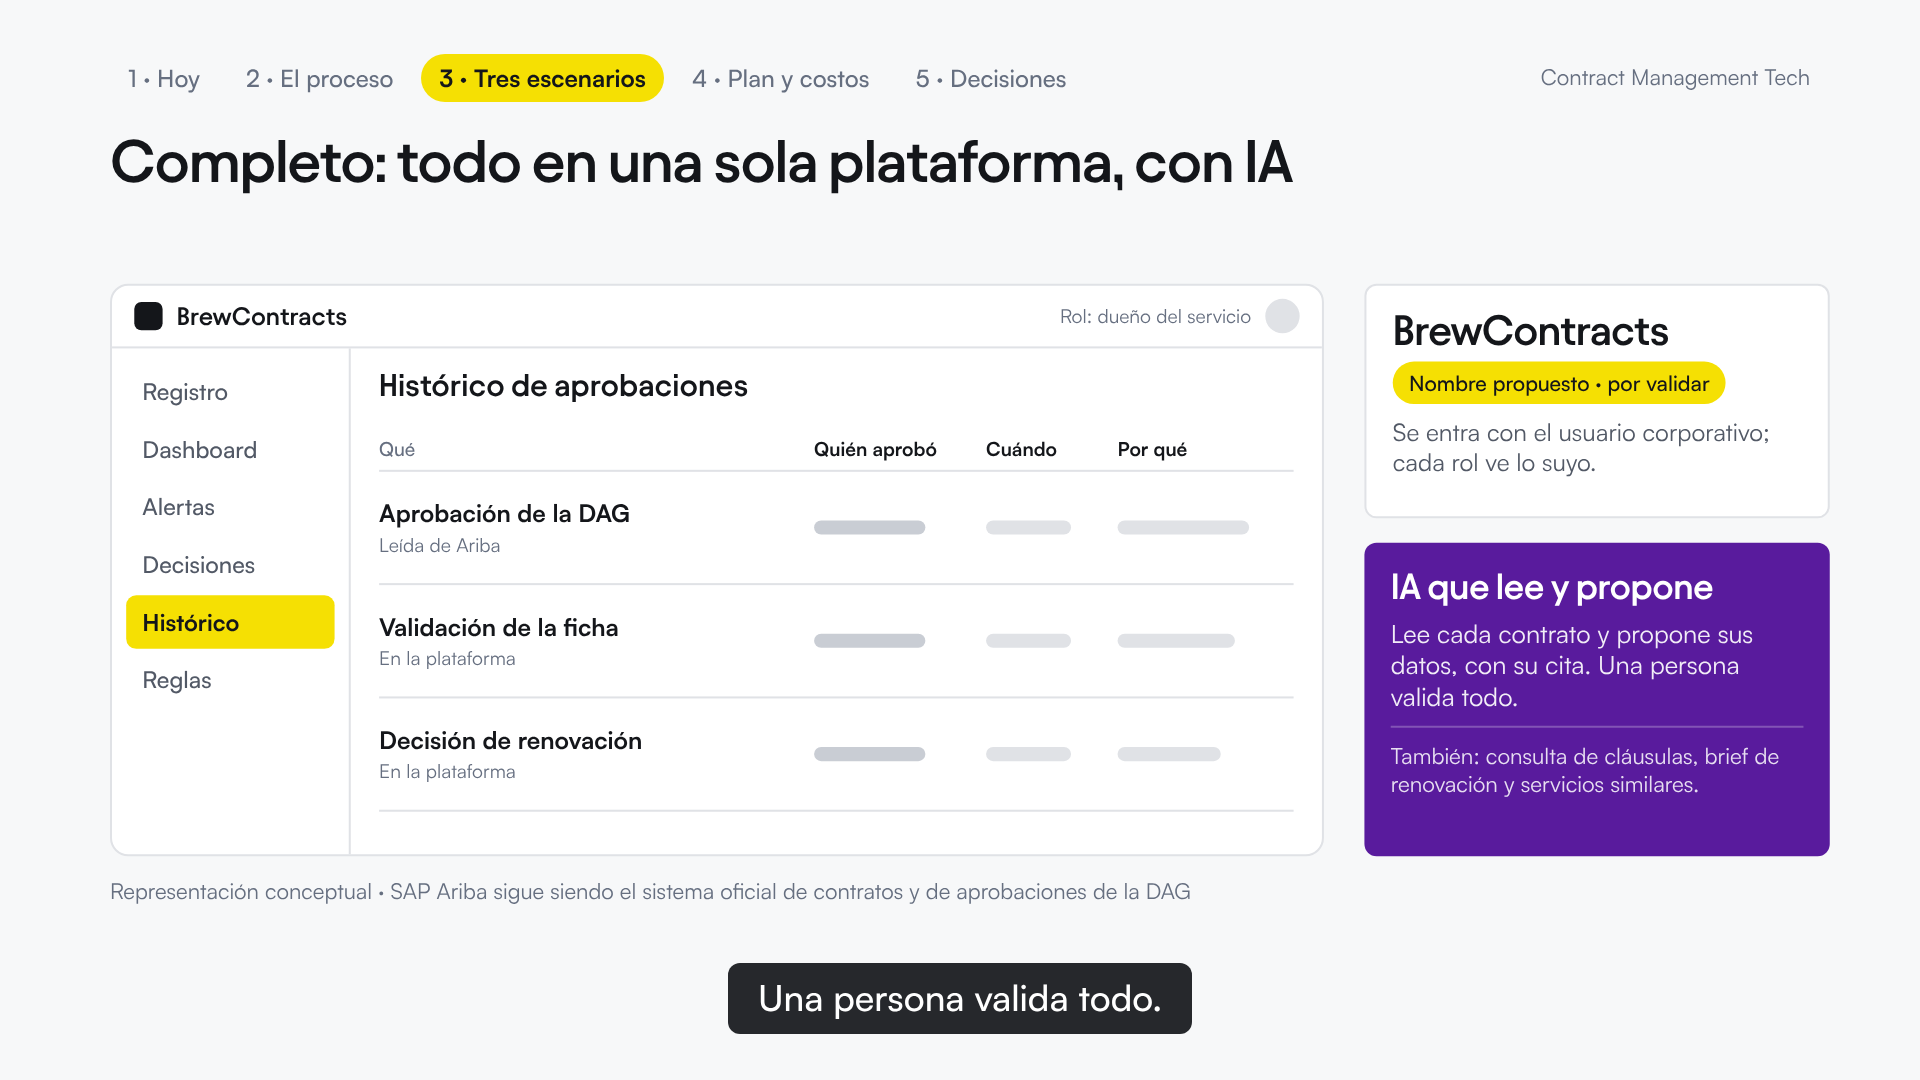 1 · Hoy
2 · El proceso
3 · Tres escenarios
4 · Plan y costos
5 · Decisiones
Contract Management Tech
Completo: todo en una sola plataforma, con IA
BrewContracts
Rol: dueño del servicio
Registro
Dashboard
Alertas
Decisiones
Histórico
Reglas
Histórico de aprobaciones
Qué
Quién aprobó
Cuándo
Por qué
Aprobación de la DAG
Leída de Ariba
Validación de la ficha
En la plataforma
Decisión de renovación
En la plataforma
BrewContracts
Nombre propuesto · por validar
Se entra con el usuario corporativo;
cada rol ve lo suyo.
IA que lee y propone
Lee cada contrato y propone sus
datos, con su cita. Una persona
valida todo.
También: consulta de cláusulas, brief de
renovación y servicios similares.
Representación conceptual · SAP Ariba sigue siendo el sistema oficial de contratos y de aprobaciones de la DAG
Una persona valida todo.